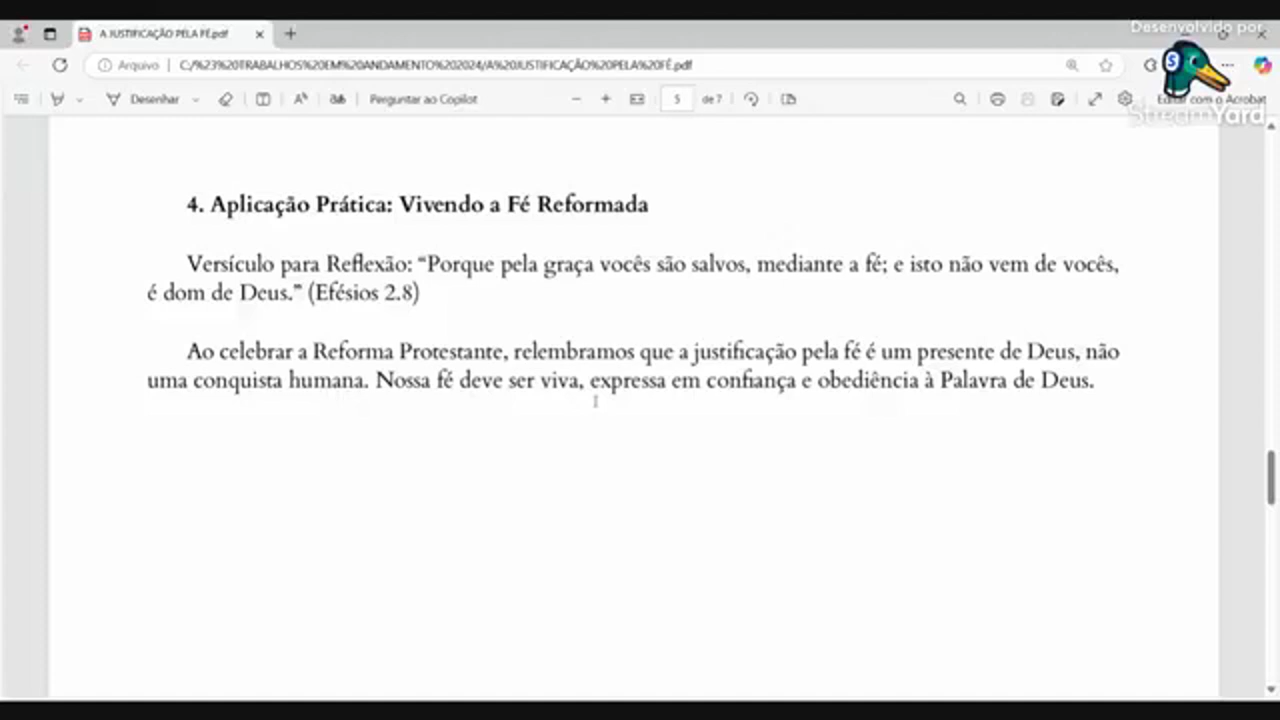 Desenvolvido por
A JUSTIFICAÇÃO PELA FÉ.pdf
Arquivo
C:/%23%20TRABALHOS%20EM%20ANDAMENTO%202024/A%20JUSTIFICAÇÃO%20PELA%20FÉ.pdf
Desenhar
Perguntar ao Copilot
5
de 7
Editar com o Acrobat
StreamYard
4. Aplicação Prática: Vivendo a Fé Reformada
Versículo para Reflexão: “Porque pela graça vocês são salvos, mediante a fé; e isto não vem de vocês,
é dom de Deus.” (Efésios 2.8)
Ao celebrar a Reforma Protestante, relembramos que a justificação pela fé é um presente de Deus, não
uma conquista humana. Nossa fé deve ser viva, expressa em confiança e obediência à Palavra de Deus.